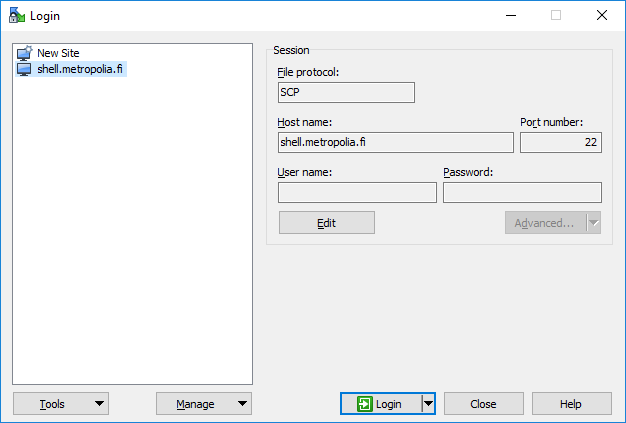 Login
New Site
shell.metropolia.fi
Session
File protocol:
SCP
Host name:
Port number:
shell.metropolia.fi
22
User name:
Password:
Edit
Advanced...
Tools
Manage
Login
Close
Help